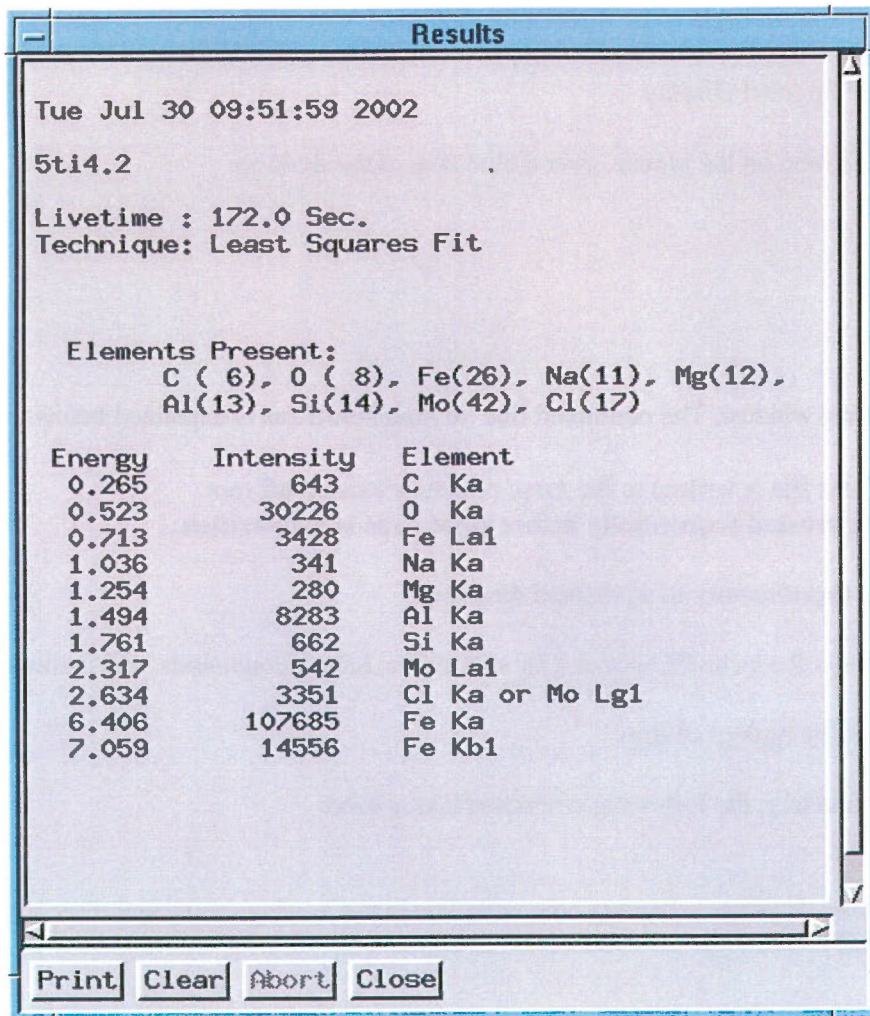 Results
Tue Jul 30 09:51:59 2002
5ti4.2
Livetime : 172.0 Sec.
Technique: Least Squares Fit
Elements Present:
C ( 6), O ( 8), Fe(26), Na(11), Mg(12),
Al(13), Si(14), Mo(42), Cl(17)
Energy Intensity Element
0.265 643 C Ka
0.523 30226 O Ka
0.713 3428 Fe La1
1.036 341 Na Ka
1.254 280 Mg Ka
1.494 8283 Al Ka
1.761 662 Si Ka
2.317 542 Mo La1
2.634 3351 Cl Ka or Mo Lg1
6.406 107685 Fe Ka
7.059 14556 Fe Kb1
Print Clear Abort Close